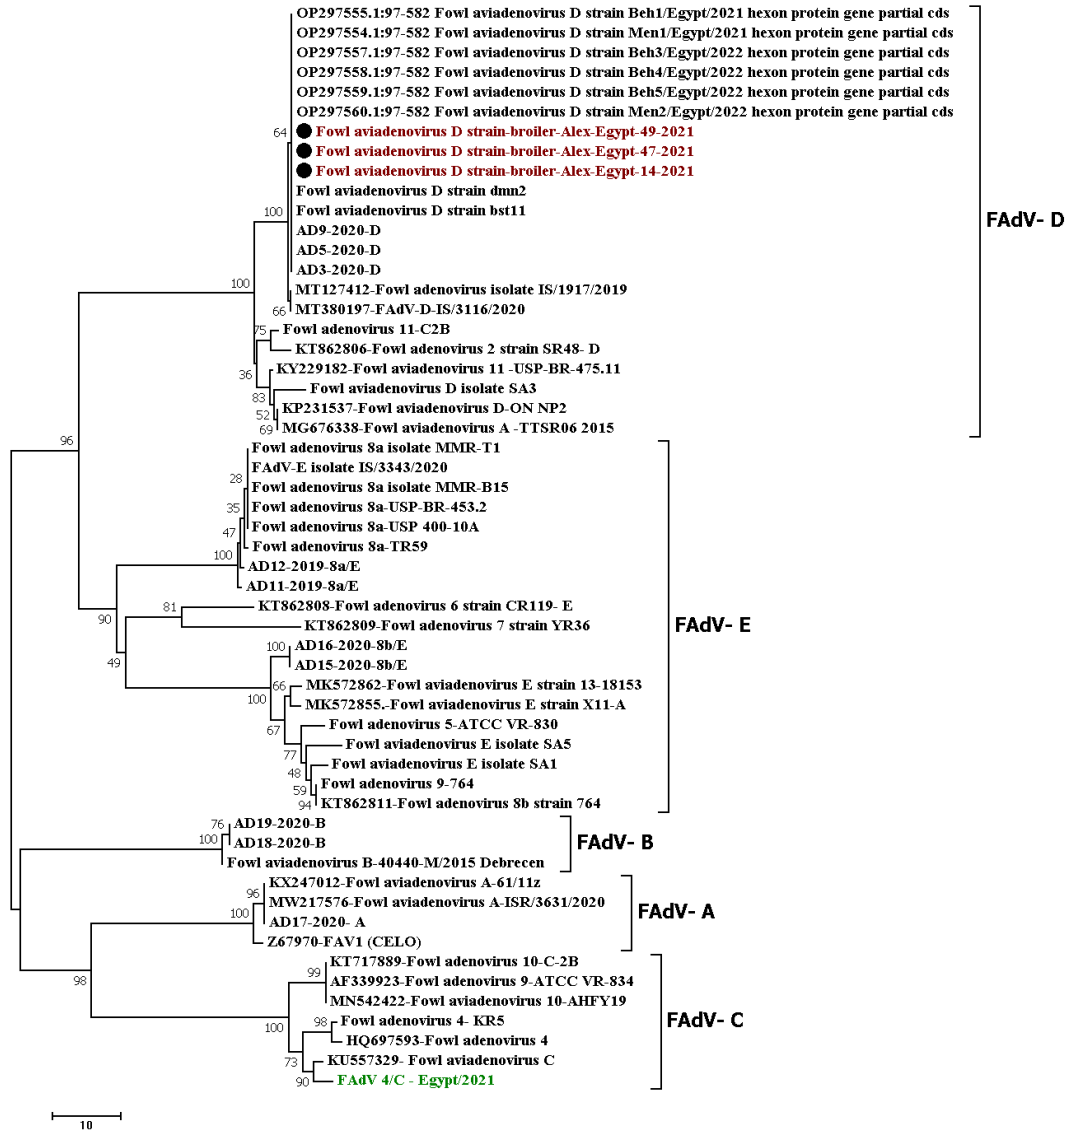 OP297555.1:97-582 Fowl aviadenovirus D strain Beh1/Egypt/2021 hexon protein gene partial cds
OP297554.1:97-582 Fowl aviadenovirus D strain Men1/Egypt/2021 hexon protein gene partial cds
OP297557.1:97-582 Fowl aviadenovirus D strain Beh3/Egypt/2022 hexon protein gene partial cds
OP297558.1:97-582 Fowl aviadenovirus D strain Beh4/Egypt/2022 hexon protein gene partial cds
OP297559.1:97-582 Fowl aviadenovirus D strain Beh5/Egypt/2022 hexon protein gene partial cds
OP297560.1:97-582 Fowl aviadenovirus D strain Men2/Egypt/2022 hexon protein gene partial cds
64
Fowl aviadenovirus D strain-broiler-Alex-Egypt-49-2021
Fowl aviadenovirus D strain-broiler-Alex-Egypt-47-2021
Fowl aviadenovirus D strain-broiler-Alex-Egypt-14-2021
Fowl aviadenovirus D strain dmn2
100
Fowl aviadenovirus D strain bst11
FAdV- D
AD9-2020-D
AD5-2020-D
AD3-2020-D
100
MT127412-Fowl adenovirus isolate IS/1917/2019
66
MT380197-FAdV-D-IS/3116/2020
75
Fowl adenovirus 11-C2B
KT862806-Fowl adenovirus 2 strain SR48- D
36
KY229182-Fowl aviadenovirus 11 -USP-BR-475.11
Fowl aviadenovirus D isolate SA3
83
52
KP231537-Fowl aviadenovirus D-ON NP2
69
MG676338-Fowl aviadenovirus A -TTSR06 2015
96
Fowl adenovirus 8a isolate MMR-T1
FAdV-E isolate IS/3343/2020
28
Fowl adenovirus 8a isolate MMR-B15
35
Fowl adenovirus 8a-USP-BR-453.2
47
Fowl adenovirus 8a-USP 400-10A
100
Fowl adenovirus 8a-TR59
AD12-2019-8a/E
AD11-2019-8a/E
90
81
KT862808-Fowl adenovirus 6 strain CR119- E
KT862809-Fowl adenovirus 7 strain YR36
FAdV- E
49
100
AD16-2020-8b/E
AD15-2020-8b/E
66
MK572862-Fowl aviadenovirus E strain 13-18153
100
MK572855.-Fowl aviadenovirus E strain X11-A
67
Fowl adenovirus 5-ATCC VR-830
77
Fowl aviadenovirus E isolate SA5
48
Fowl aviadenovirus E isolate SA1
59
Fowl adenovirus 9-764
94
KT862811-Fowl adenovirus 8b strain 764
76
AD19-2020-B
100
AD18-2020-B
FAdV- B
Fowl aviadenovirus B-40440-M/2015 Debrecen
KX247012-Fowl aviadenovirus A-61/11z
96
MW217576-Fowl aviadenovirus A-ISR/3631/2020
FAdV- A
100
AD17-2020- A
Z67970-FAV1 (CELO)
KT717889-Fowl adenovirus 10-C-2B
99
AF339923-Fowl adenovirus 9-ATCC VR-834
98
MN542422-Fowl aviadenovirus 10-AHFY19
FAdV- C
100
98
Fowl adenovirus 4- KR5
HQ697593-Fowl adenovirus 4
73
KU557329- Fowl aviadenovirus C
90
FAdV 4/C - Egypt/2021
10